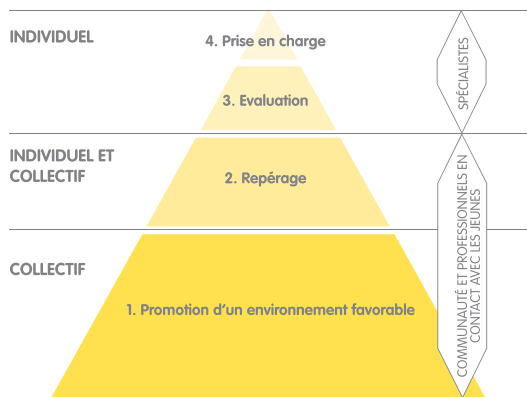 INDIVIDUEL
4. Prise en charge
SPÉCIALISTES
3. Evaluation
INDIVIDUEL ET
COLLECTIF
2. Repérage
COMMUNAUTÉ ET PROFESSIONNELS EN
CONTACT AVEC LES JEUNES
COLLECTIF
1. Promotion d’un environnement favorable